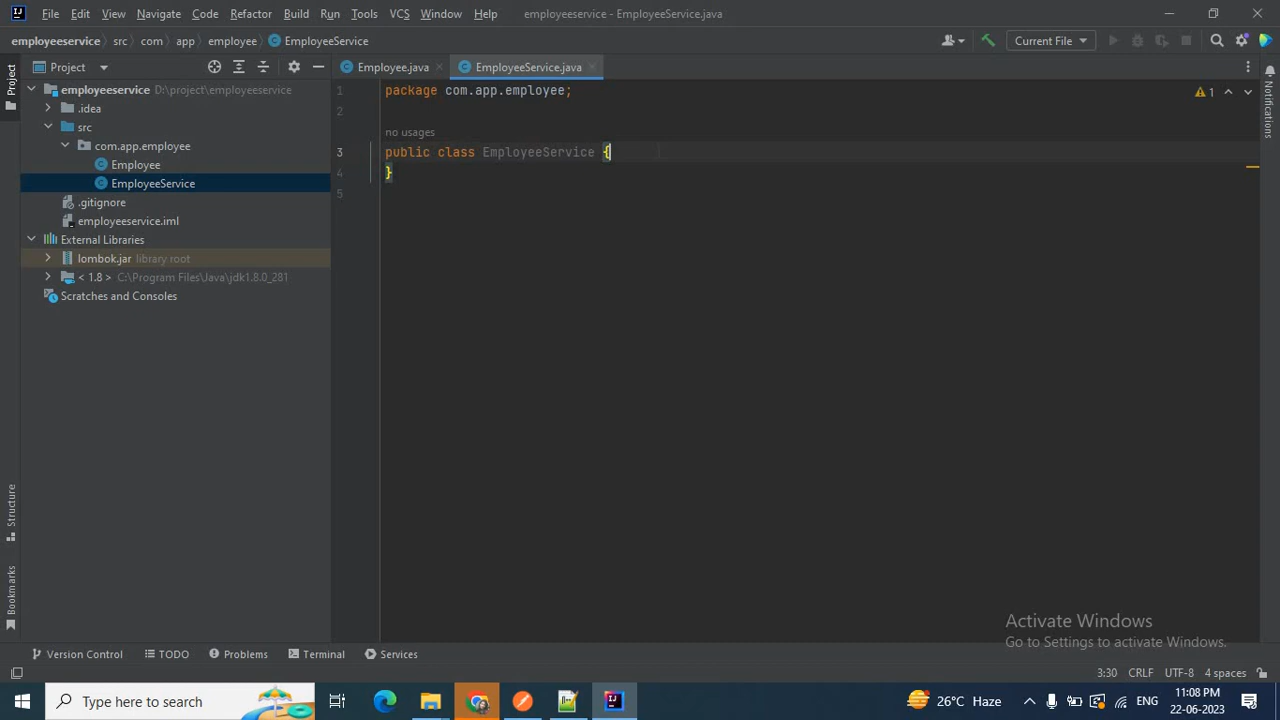 File Edit View Navigate Code Refactor Build Run Tools VCS Window Help employeeservice - EmployeeService.java
employeeservice src com app employee EmployeeService Current File
Project Employee.java EmployeeService.java
Project
employeeservice D:\project\employeeservice
.idea
src
com.app.employee
Employee
EmployeeService
.gitignore
employeeservice.iml
External Libraries
lombok.jar library root
< 1.8 > C:\Program Files\Java\jdk1.8.0_281
Scratches and Consoles
1 package com.app.employee;
2
no usages
3 public class EmployeeService {
4 }
5
1
Notifications
Structure
Bookmarks
Activate Windows
Go to Settings to activate Windows.
Version Control TODO Problems Terminal Services
3:30 CRLF UTF-8 4 spaces
Type here to search
26°C Haze ENG 11:08 PM
22-06-2023